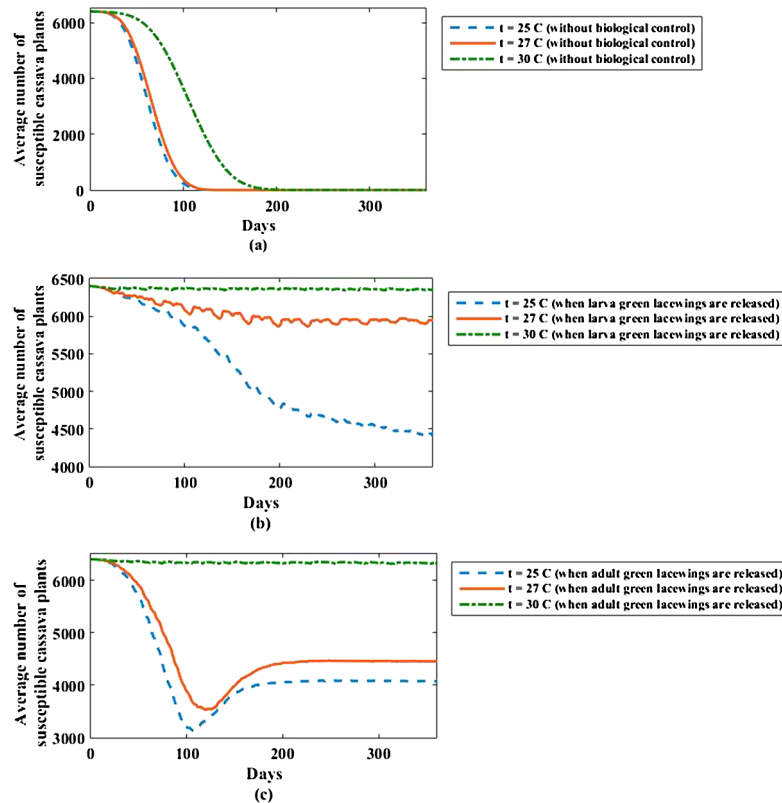 Average number of
susceptible cassava plants
6000
4000
2000
0
0 100 200 300
Days
(a)
t = 25 C (without biological control)
t = 27 C (without biological control)
t = 30 C (without biological control)
Average number of
susceptible cassava plants
6500
6000
5500
5000
4500
4000
0 100 200 300
Days
(b)
t = 25 C (when larva green lacewings are released)
t = 27 C (when larva green lacewings are released)
t = 30 C (when larva green lacewings are released)
Average number of
susceptible cassava plants
6000
5000
4000
3000
0 100 200 300
Days
(c)
t = 25 C (when adult green lacewings are released)
t = 27 C (when adult green lacewings are released)
t = 30 C (when adult green lacewings are released)